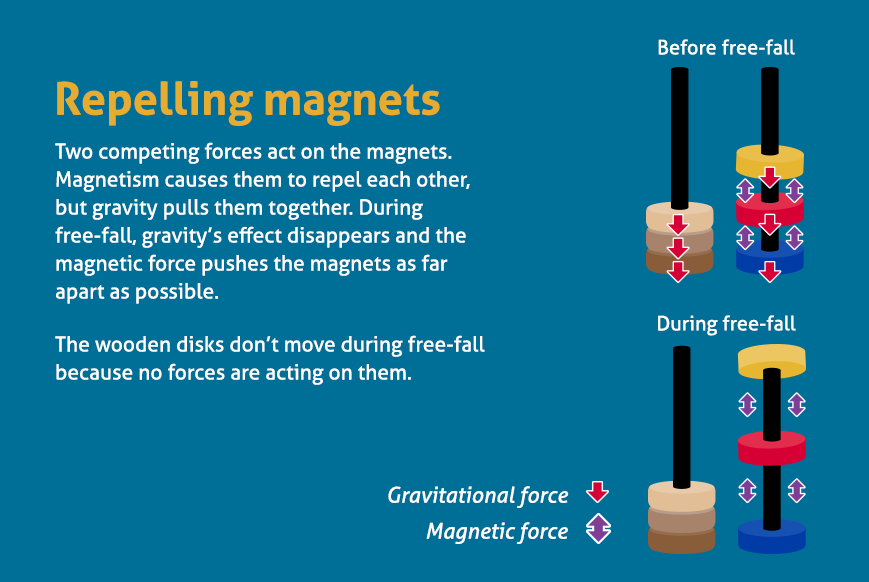 Repelling magnets
Two competing forces act on the magnets.
Magnetism causes them to repel each other,
but gravity pulls them together. During
free-fall, gravity’s effect disappears and the
magnetic force pushes the magnets as far
apart as possible.
The wooden disks don’t move during free-fall
because no forces are acting on them.
Before free-fall
During free-fall
Gravitational force
Magnetic force